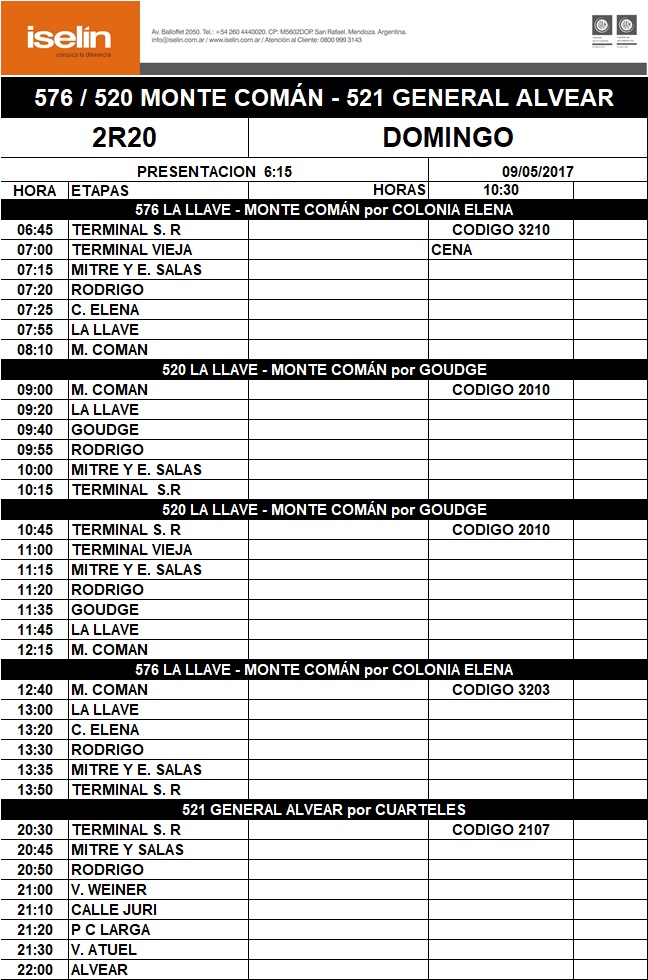 iselín
conozca la diferencia
Av. Balloffet 2050. Tel.: +54 260 4440020. CP: M5602DOP. San Rafael. Mendoza. Argentina.
info@iselin.com.ar / www.iselin.com.ar / Atención al Cliente: 0800 999 3143
576 / 520 MONTE COMÁN - 521 GENERAL ALVEAR
2R20 DOMINGO
PRESENTACION 6:15 09/05/2017
HORA ETAPAS HORAS 10:30
576 LA LLAVE - MONTE COMÁN por COLONIA ELENA
06:45 TERMINAL S. R CODIGO 3210
07:00 TERMINAL VIEJA CENA
07:15 MITRE Y E. SALAS
07:20 RODRIGO
07:25 C. ELENA
07:55 LA LLAVE
08:10 M. COMAN
520 LA LLAVE - MONTE COMÁN por GOUDGE
09:00 M. COMAN CODIGO 2010
09:20 LA LLAVE
09:40 GOUDGE
09:55 RODRIGO
10:00 MITRE Y E. SALAS
10:15 TERMINAL S.R
520 LA LLAVE - MONTE COMÁN por GOUDGE
10:45 TERMINAL S. R CODIGO 2010
11:00 TERMINAL VIEJA
11:15 MITRE Y E. SALAS
11:20 RODRIGO
11:35 GOUDGE
11:45 LA LLAVE
12:15 M. COMAN
576 LA LLAVE - MONTE COMÁN por COLONIA ELENA
12:40 M. COMAN CODIGO 3203
13:00 LA LLAVE
13:20 C. ELENA
13:30 RODRIGO
13:35 MITRE Y E. SALAS
13:50 TERMINAL S. R
521 GENERAL ALVEAR por CUARTELES
20:30 TERMINAL S. R CODIGO 2107
20:45 MITRE Y SALAS
20:50 RODRIGO
21:00 V. WEINER
21:10 CALLE JURI
21:20 P C LARGA
21:30 V. ATUEL
22:00 ALVEAR